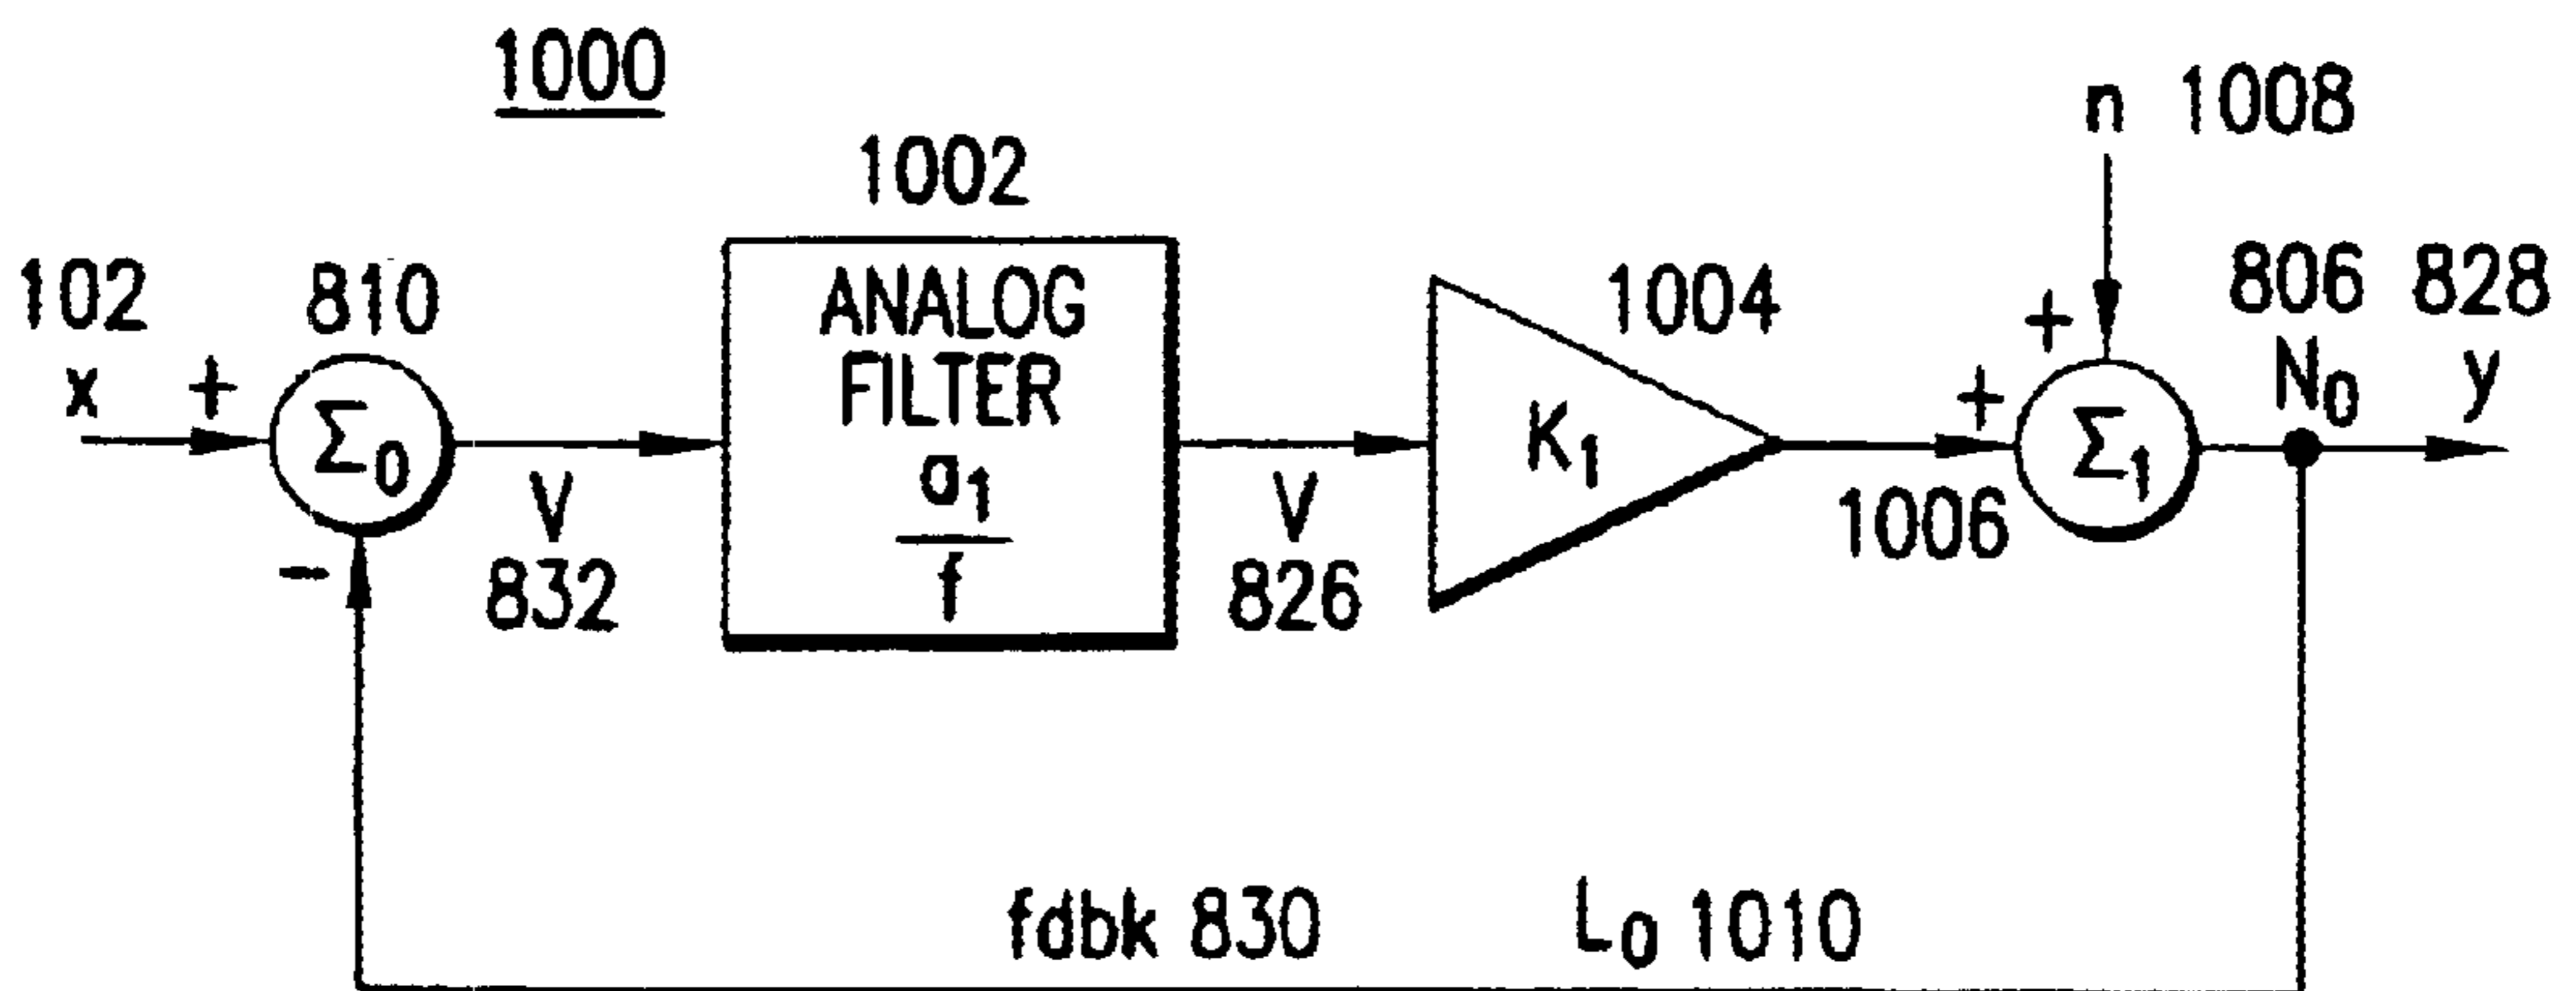 1000
n 1008
1002
102
810
ANALOG
FILTER
a₁
f
1004
806 828
x +
Σ₀
K₁
+
+
Σ₁
N₀ y
-
V
832
V
826
1006
fdbk 830 L₀ 1010